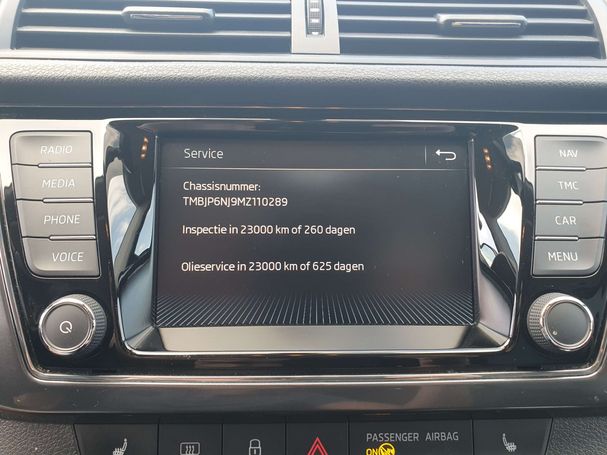 Service
Chassisnummer:
TMBJP6NJ9MZ110289
Inspectie in 23000 km of 260 dagen
Olieservice in 23000 km of 625 dagen
RADIO
MEDIA
PHONE
VOICE
NAV
TMC
CAR
MENU
PASSENGER AIRBAG
ON